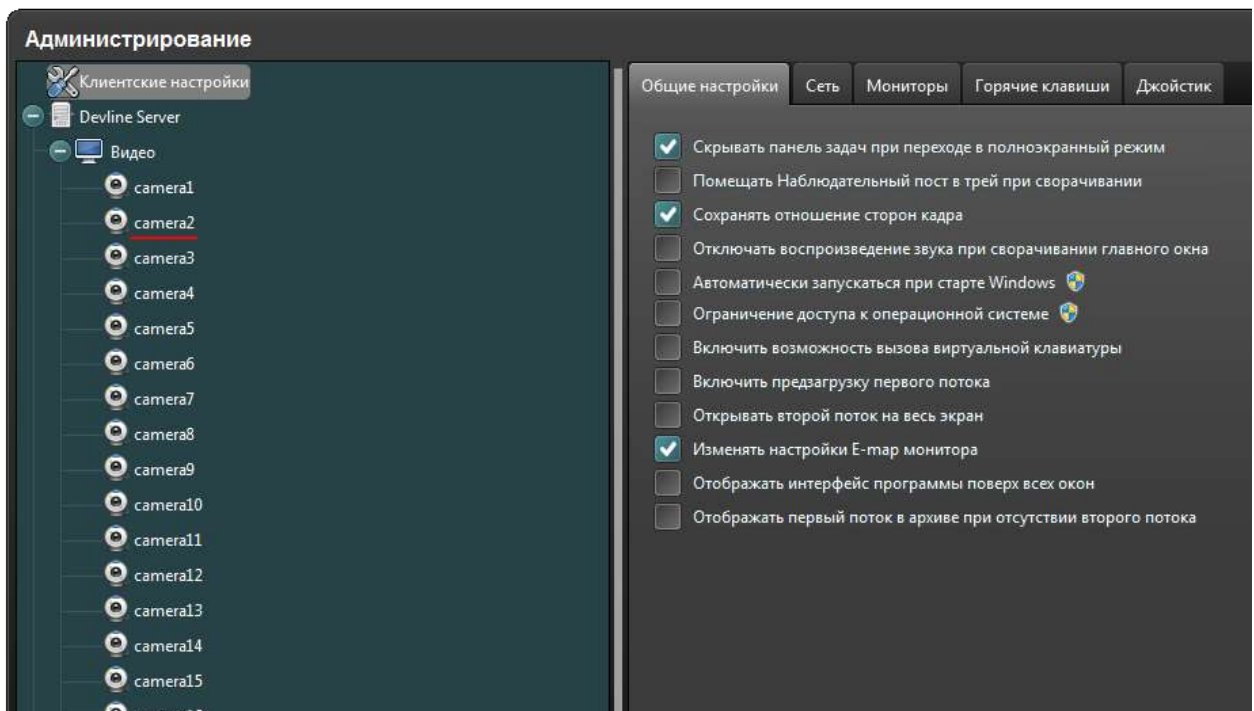 Администрирование
Клиентские настройки
Devline Server
Видео
camera1
camera2
camera3
camera4
camera5
camera6
camera7
camera8
camera9
camera10
camera11
camera12
camera13
camera14
camera15
Общие настройки
Сеть
Мониторы
Горячие клавиши
Джойстик
Скрывать панель задач при переходе в полноэкранный режим
Помещать Наблюдательный пост в трей при сворачивании
Сохранять отношение сторон кадра
Отключать воспроизведение звука при сворачивании главного окна
Автоматически запускаться при старте Windows
Ограничение доступа к операционной системе
Включить возможность вызова виртуальной клавиатуры
Включить предзагрузку первого потока
Открывать второй поток на весь экран
Изменять настройки E-map монитора
Отображать интерфейс программы поверх всех окон
Отображать первый поток в архиве при отсутствии второго потока